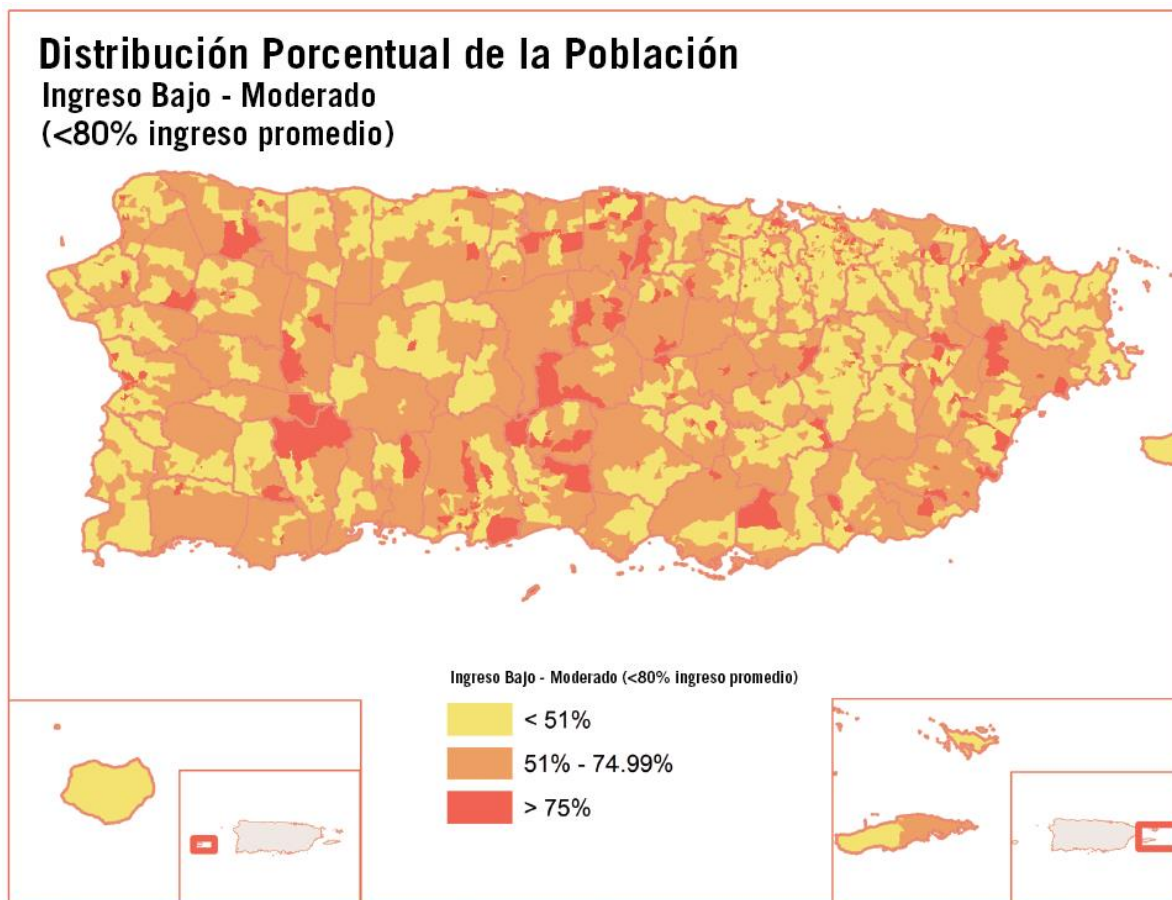 Distribución Porcentual de la Población
Ingreso Bajo - Moderado
(<80% ingreso promedio)
Ingreso Bajo - Moderado (<80% ingreso promedio)
< 51%
51% - 74.99%
> 75%